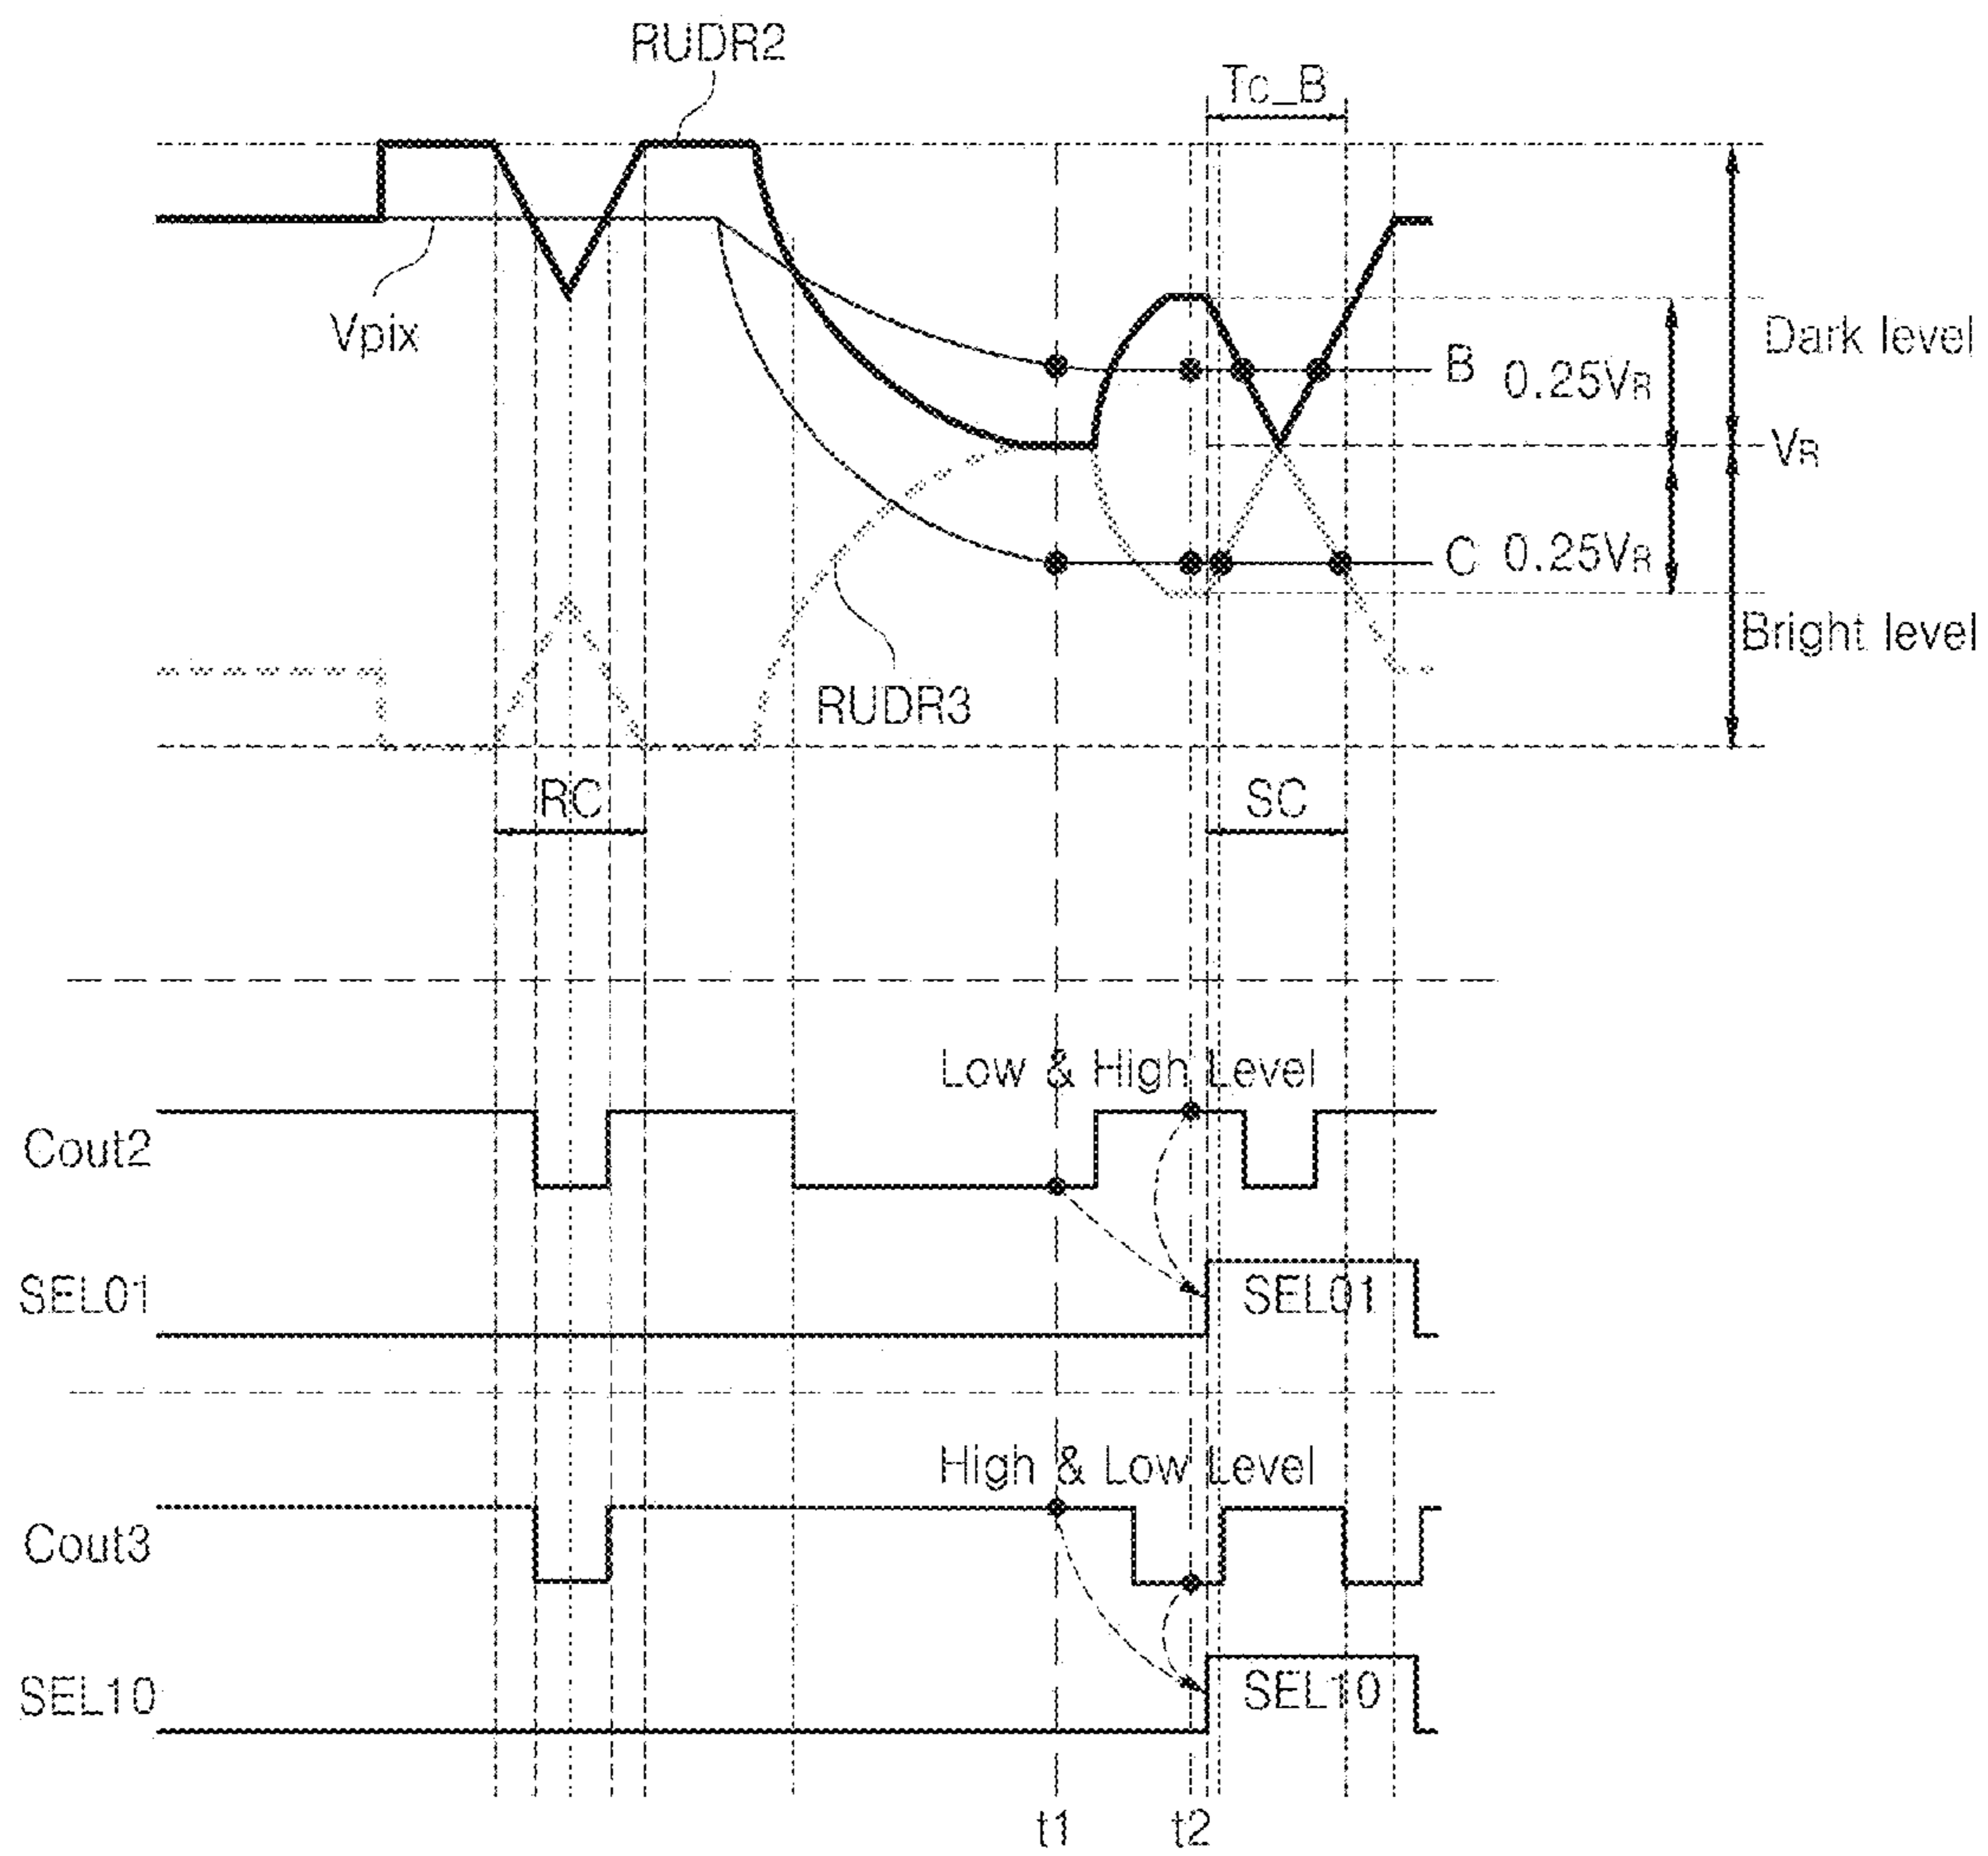 RUDR2
Tc_B
Vpix
Dark level
B 0.25VR
VR
C 0.25VR
Bright level
RUDR3
RC
SC
Low & High Level
Cout2
SEL01
SEL01
High & Low Level
Cout3
SEL10
SEL10
t1
t2